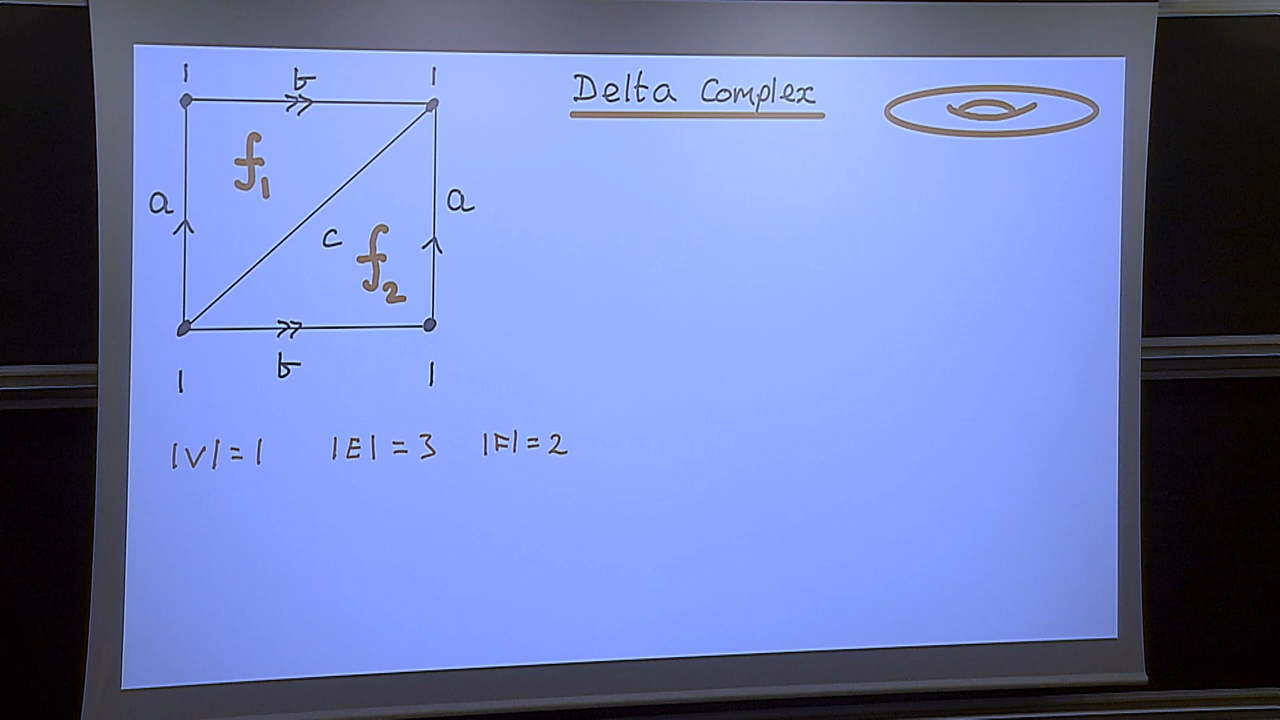 Delta Complex
1 b 1
f₁
a a
c f₂
b
1 1
|V| = 1 |E| = 3 |F| = 2